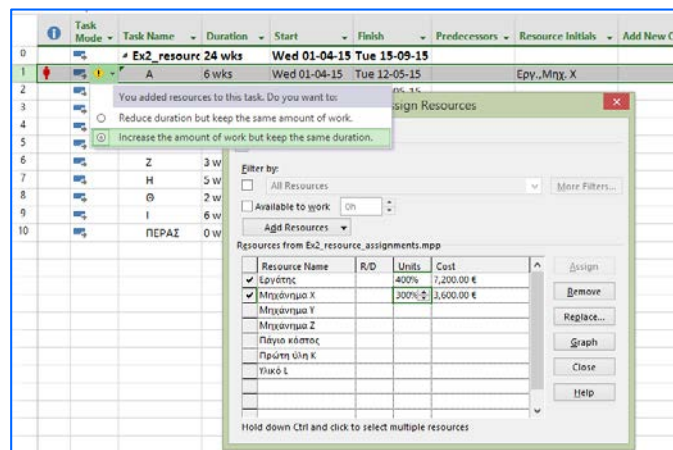 Task Mode Task Name Duration Start Finish Predecessors Resource Initials Add New C
0 Ex2_resourc 24 wks Wed 01-04-15 Tue 15-09-15
1 A 6 wks Wed 01-04-15 Tue 12-05-15 Εργ.,Μηχ. X
2
You added resources to this task. Do you want to:
3
Reduce duration but keep the same amount of work.
4
Increase the amount of work but keep the same duration.
5
6 Z 3 w
7 H 5 w
8 Θ 2 w
9 I 6 w
10 ΠΕΡΑΣ 0 w
sign Resources
Filter by:
All Resources More Filters...
Available to work 0h
Add Resources
Resources from Ex2_resource_assignments.mpp
Resource Name R/D Units Cost
Εργάτης 400% 7,200.00 €
Μηχάνημα X 300% 3,600.00 €
Μηχάνημα Y
Μηχάνημα Z
Πάγιο κόστος
Πρώτη ύλη K
Υλικό L
Assign
Remove
Replace...
Graph
Close
Help
Hold down Ctrl and click to select multiple resources